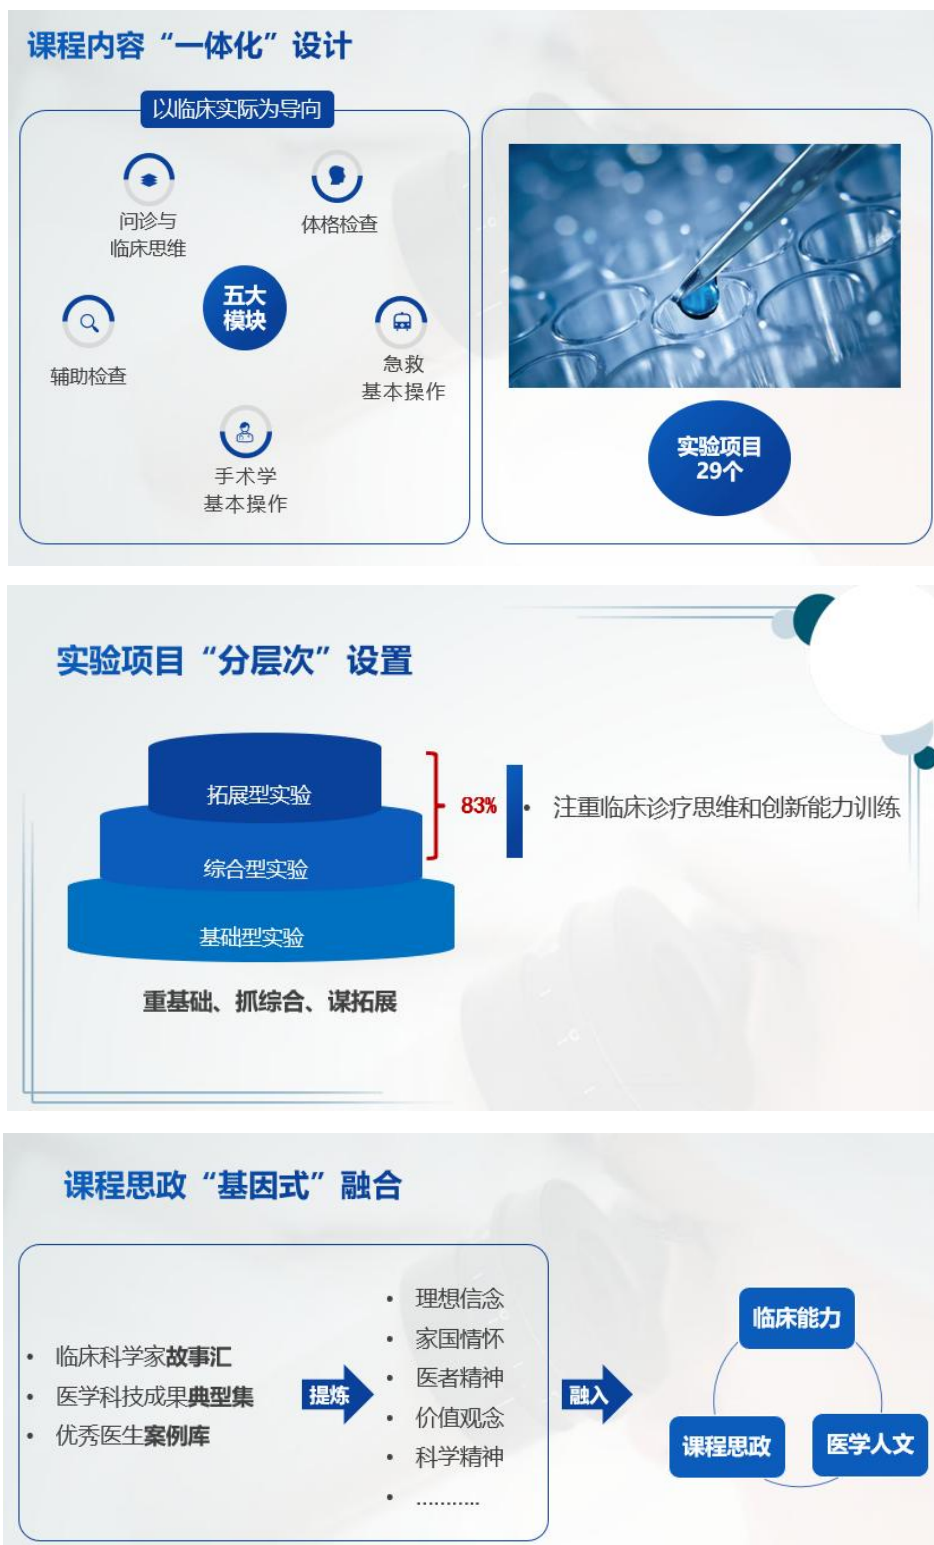 课程内容“一体化”设计
以临床实际为导向
问诊与
临床思维
体格检查
五大
模块
辅助检查
急救
基本操作
手术学
基本操作
实验项目
29个
实验项目“分层次”设置
拓展型实验
综合型实验
基础型实验
83%
• 注重临床诊疗思维和创新能力训练
重基础、抓综合、谋拓展
课程思政“基因式”融合
• 临床科学家故事汇
• 医学科技成果典型集
• 优秀医生案例库
提炼
• 理想信念
• 家国情怀
• 医者精神
• 价值观念
• 科学精神
• ...........
融入
临床能力
课程思政
医学人文